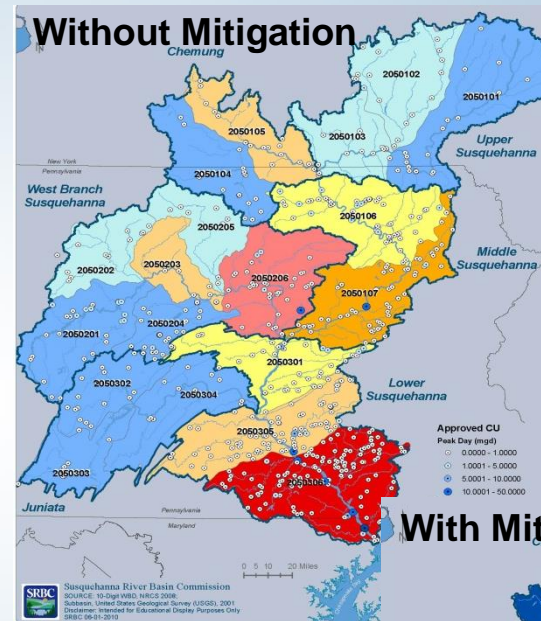 Without Mitigation
Chemung
2050102
2050101
2050105
2050103
Upper
Susquehanna
New York
Pennsylvania
2050104
West Branch
Susquehanna
2050106
2050205
Middle
Susquehanna
2050203
2050202
2050206
2050107
2050201
2050204
2050301
2050302
2050304
Lower
Susquehanna
2050305
Approved CU
Peak Day (mgd)
0.0000 - 1.0000
1.0001 - 5.0000
5.0001 - 10.0000
10.0001 - 50.0000
2050303
2050306
Juniata
Pennsylvania
Maryland
With Mit
0 5 10 20 Miles
SRBC
Susquehanna River Basin Commission
SOURCE: 10-Digit WBD, NRCS 2008;
Subbasin, United States Geological Survey (USGS), 2001
Disclaimer: Intended for Educational Display Purposes Only
SRBC 06-01-2010